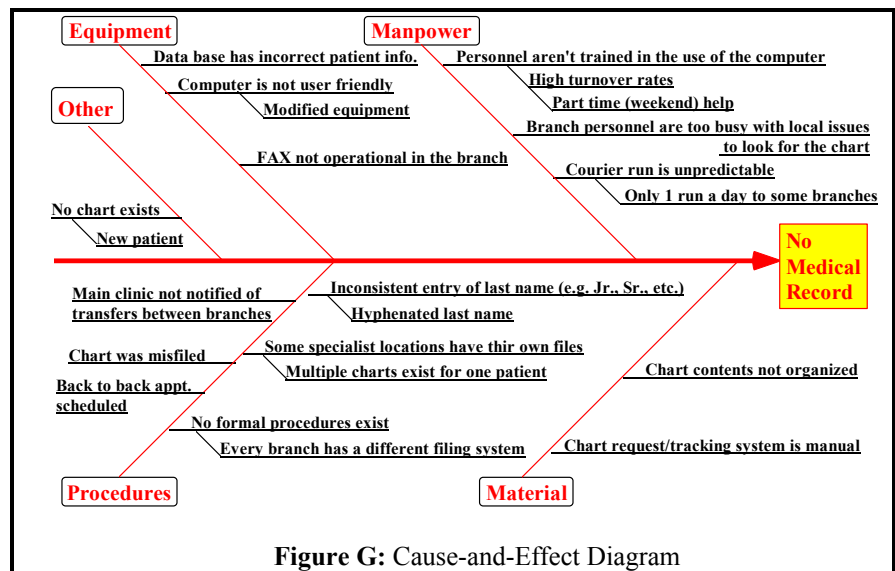 Equipment
Manpower
Data base has incorrect patient info.
Personnel aren't trained in the use of the computer
Computer is not user friendly
High turnover rates
Modified equipment
Part time (weekend) help
Other
Branch personnel are too busy with local issues
to look for the chart
FAX not operational in the branch
Courier run is unpredictable
Only 1 run a day to some branches
No chart exists
New patient
No
Medical
Record
Main clinic not notified of
transfers between branches
Inconsistent entry of last name (e.g. Jr., Sr., etc.)
Hyphenated last name
Chart was misfiled
Some specialist locations have thir own files
Multiple charts exist for one patient
Chart contents not organized
Back to back appt.
scheduled
No formal procedures exist
Every branch has a different filing system
Chart request/tracking system is manual
Procedures
Material
Figure G: Cause-and-Effect Diagram